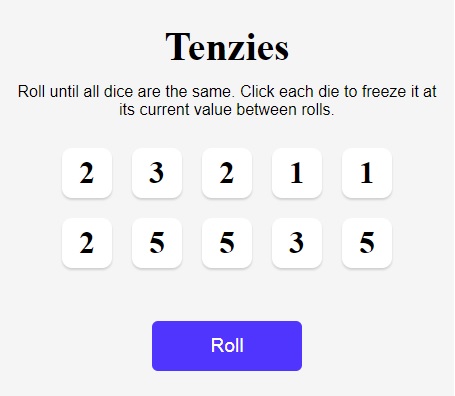 Tenzies
Roll until all dice are the same. Click each die to freeze it at
its current value between rolls.
2 3 2 1 1
2 5 5 3 5
Roll